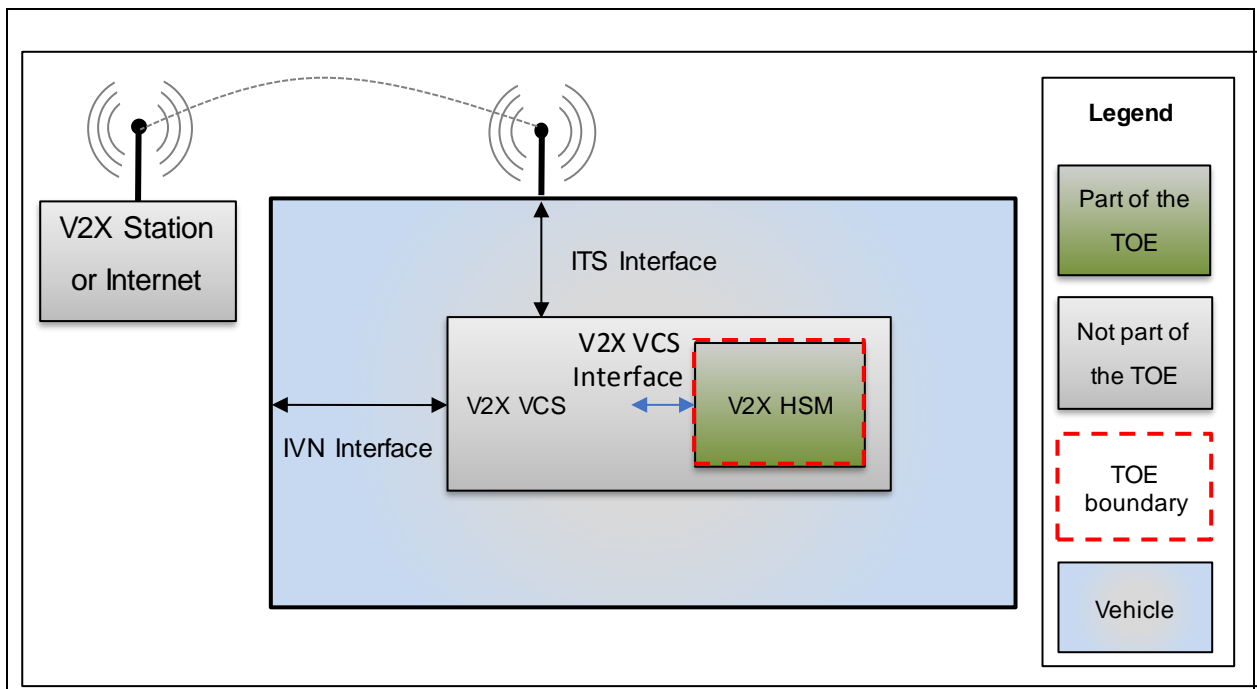 V2X Station
or Internet
ITS Interface
V2X VCS
Interface
V2X VCS
V2X HSM
IVN Interface
Legend
Part of the
TOE
Not part of
the TOE
TOE
boundary
Vehicle